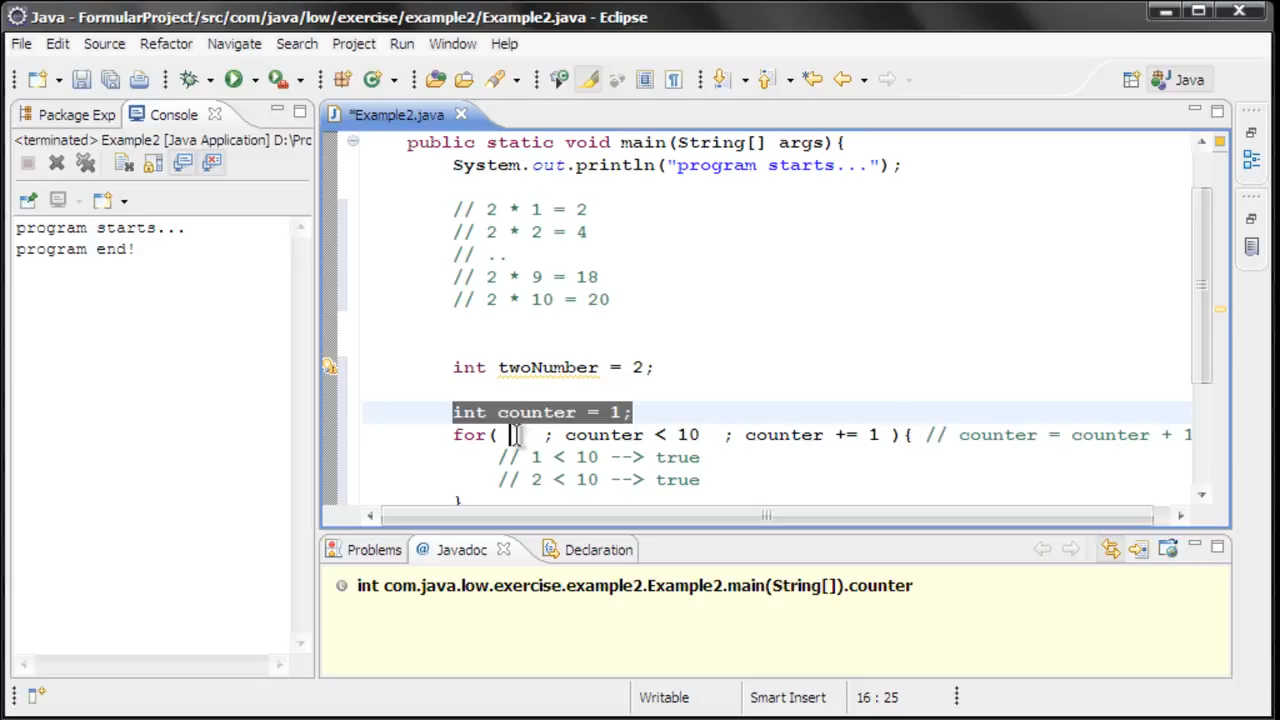 Java - FormularProject/src/com/java/low/exercise/example2/Example2.java - Eclipse
File Edit Source Refactor Navigate Search Project Run Window Help
Java
Package Exp Console
*Example2.java
<terminated> Example2 [Java Application] D:\Prc
program starts...
program end!
public static void main(String[] args){
System.out.println("program starts...");
// 2 * 1 = 2
// 2 * 2 = 4
// ..
// 2 * 9 = 18
// 2 * 10 = 20
int twoNumber = 2;
int counter = 1;
for( ; counter < 10 ; counter += 1 ){ // counter = counter + 1
// 1 < 10 --> true
// 2 < 10 --> true
}
Problems @ Javadoc Declaration
int com.java.low.exercise.example2.Example2.main(String[]).counter
Writable Smart Insert 16 : 25